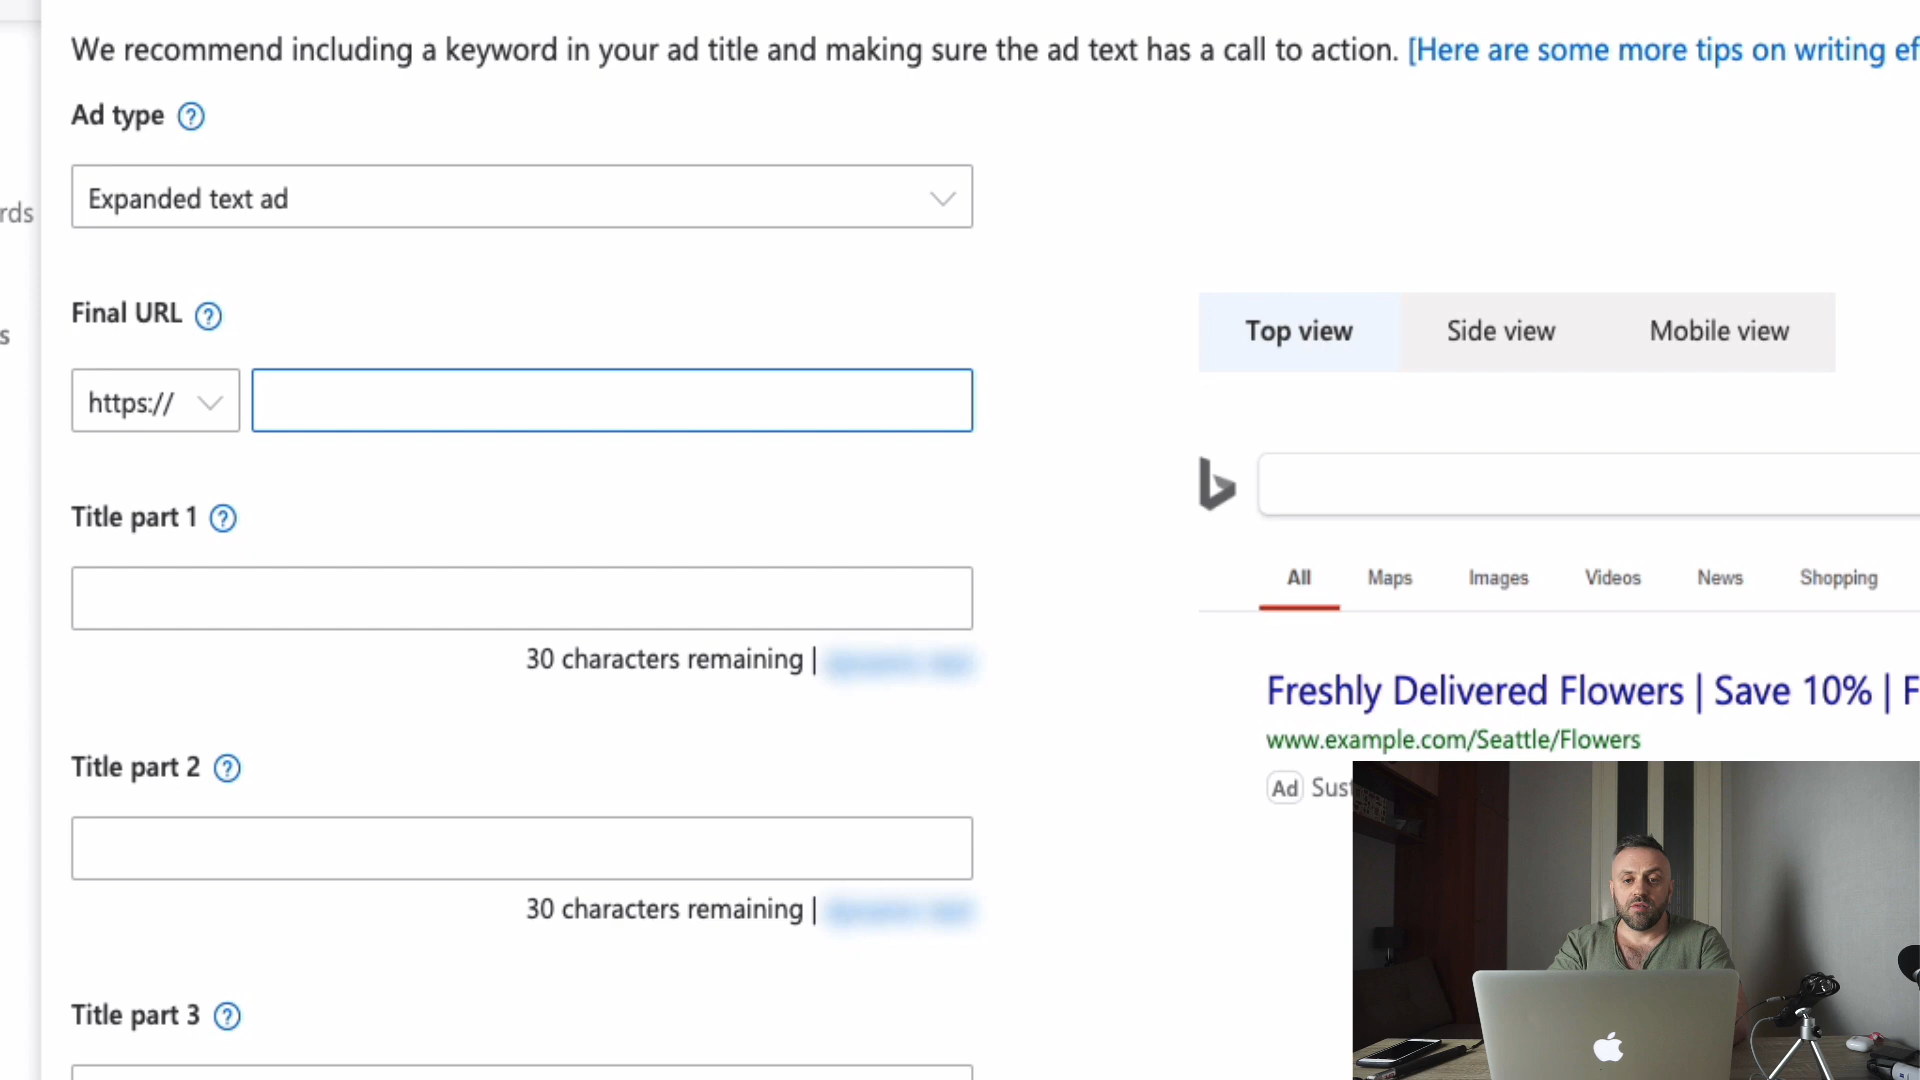 We recommend including a keyword in your ad title and making sure the ad text has a call to action. [Here are some more tips on writing ef
Ad type ?
Expanded text ad
rds
Final URL ?
Top view Side view Mobile view
s
https://
Title part 1 ?
All Maps Images Videos News Shopping
30 characters remaining |
Freshly Delivered Flowers | Save 10% | F
www.example.com/Seattle/Flowers
Title part 2 ?
Ad Sust
30 characters remaining |
Title part 3 ?